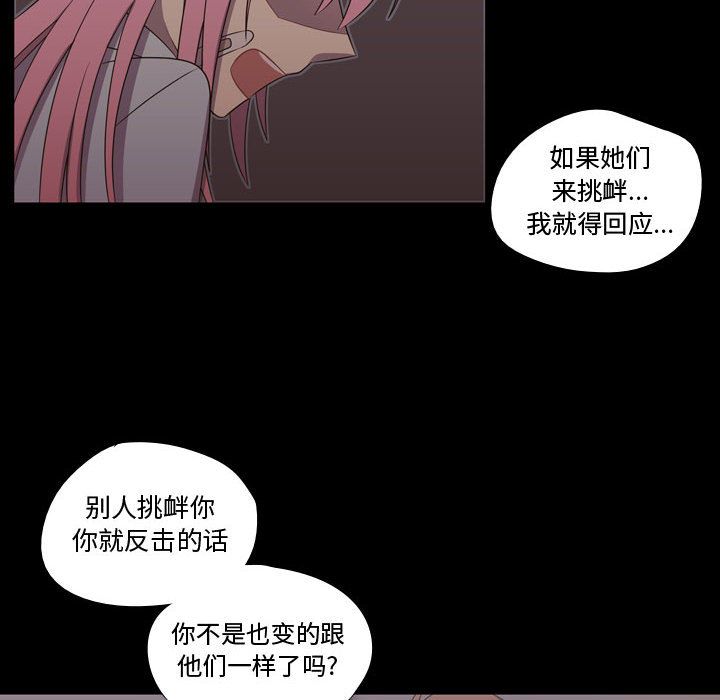 如果她们
来挑衅...
我就得回应...
别人挑衅你
你就反击的话
你不是也变的跟
他们一样了吗?